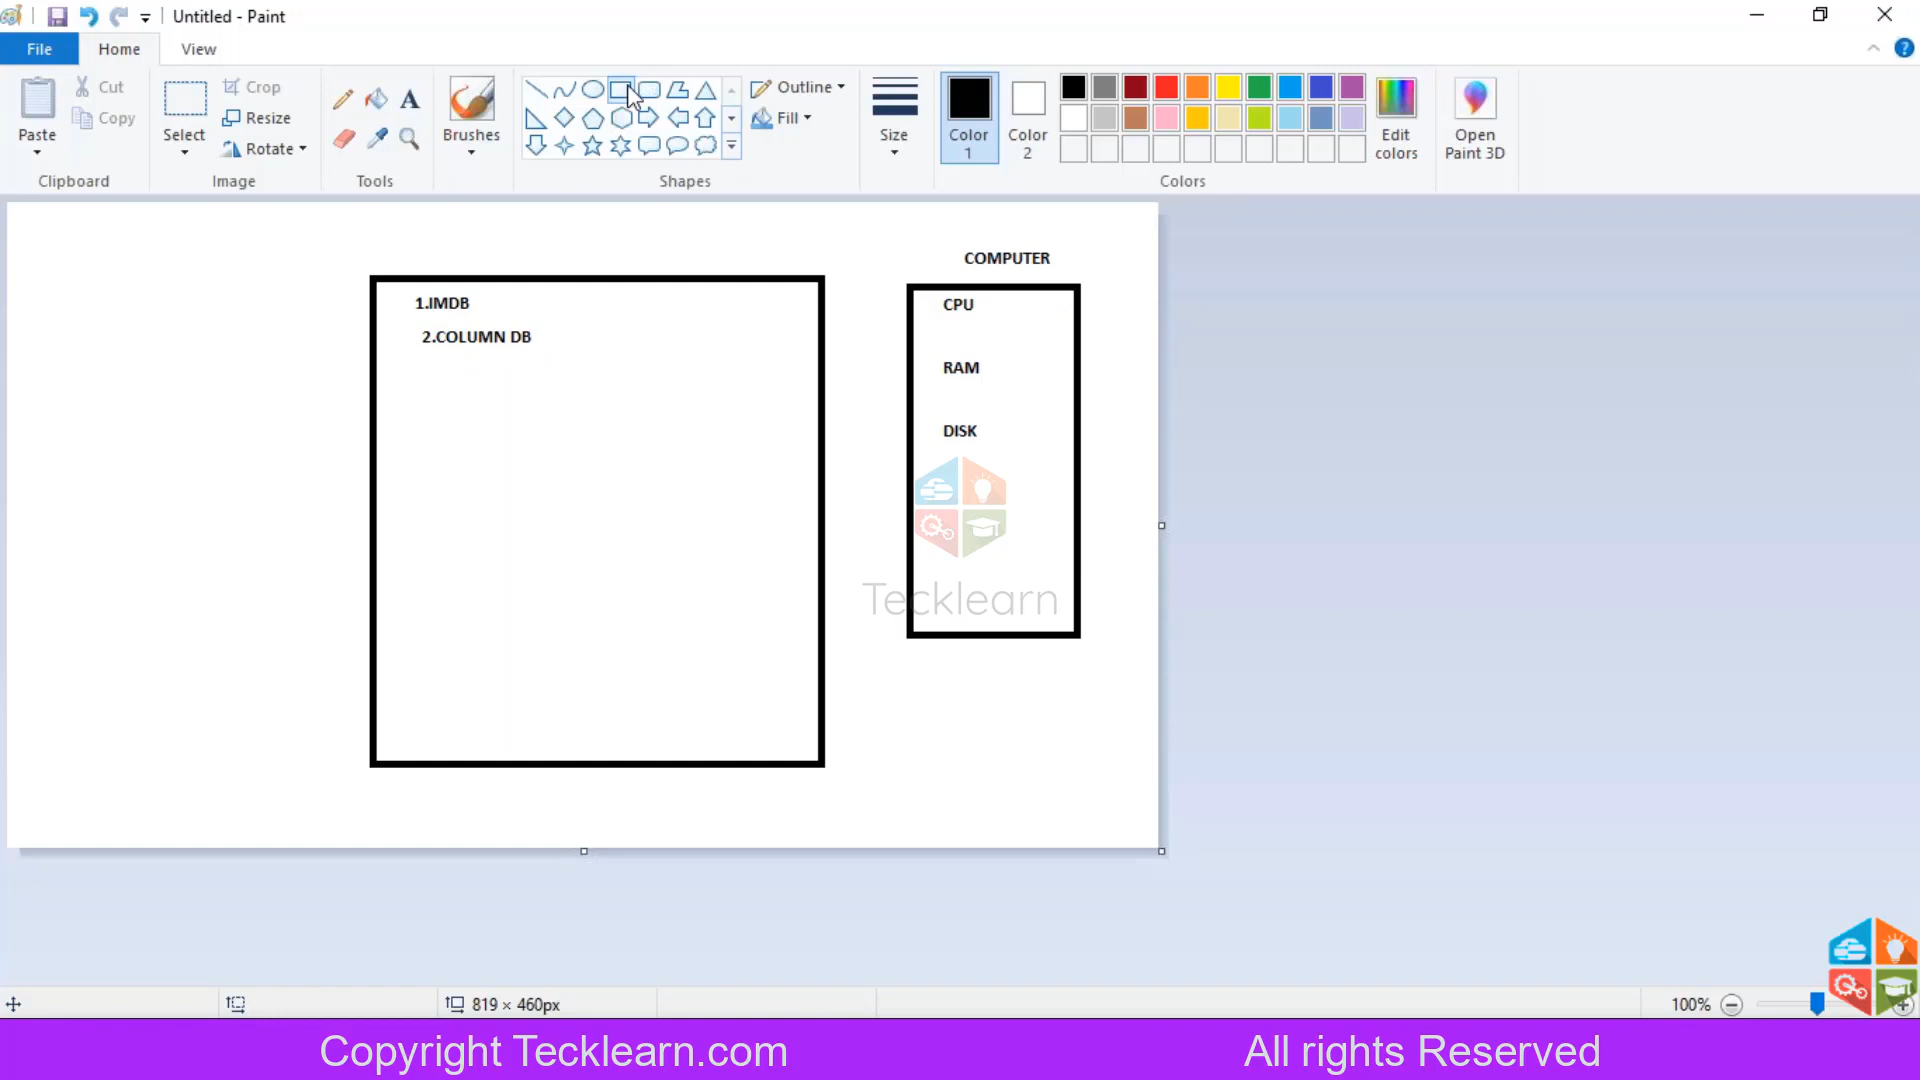 Untitled - Paint
File
Home
View
Paste
Cut
Copy
Clipboard
Select
Crop
Resize
Rotate
Image
A
Tools
Brushes
Shapes
Outline
Fill
Size
Color 1
Color 2
Edit colors
Colors
Open Paint 3D
COMPUTER
1.IMDB
2.COLUMN DB
CPU
RAM
DISK
Tecklearn
819 × 460px
100%
Copyright Tecklearn.com
All rights Reserved